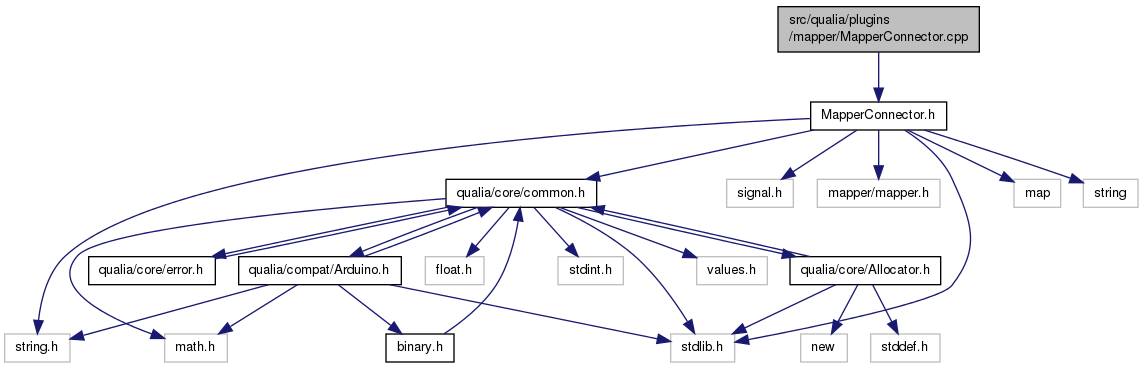 src/qualia/plugins
/mapper/MapperConnector.cpp
MapperConnector.h
qualia/core/common.h
signal.h
mapper/mapper.h
map
string
qualia/core/error.h
qualia/compat/Arduino.h
float.h
stdint.h
values.h
qualia/core/Allocator.h
string.h
math.h
binary.h
stdlib.h
new
stddef.h